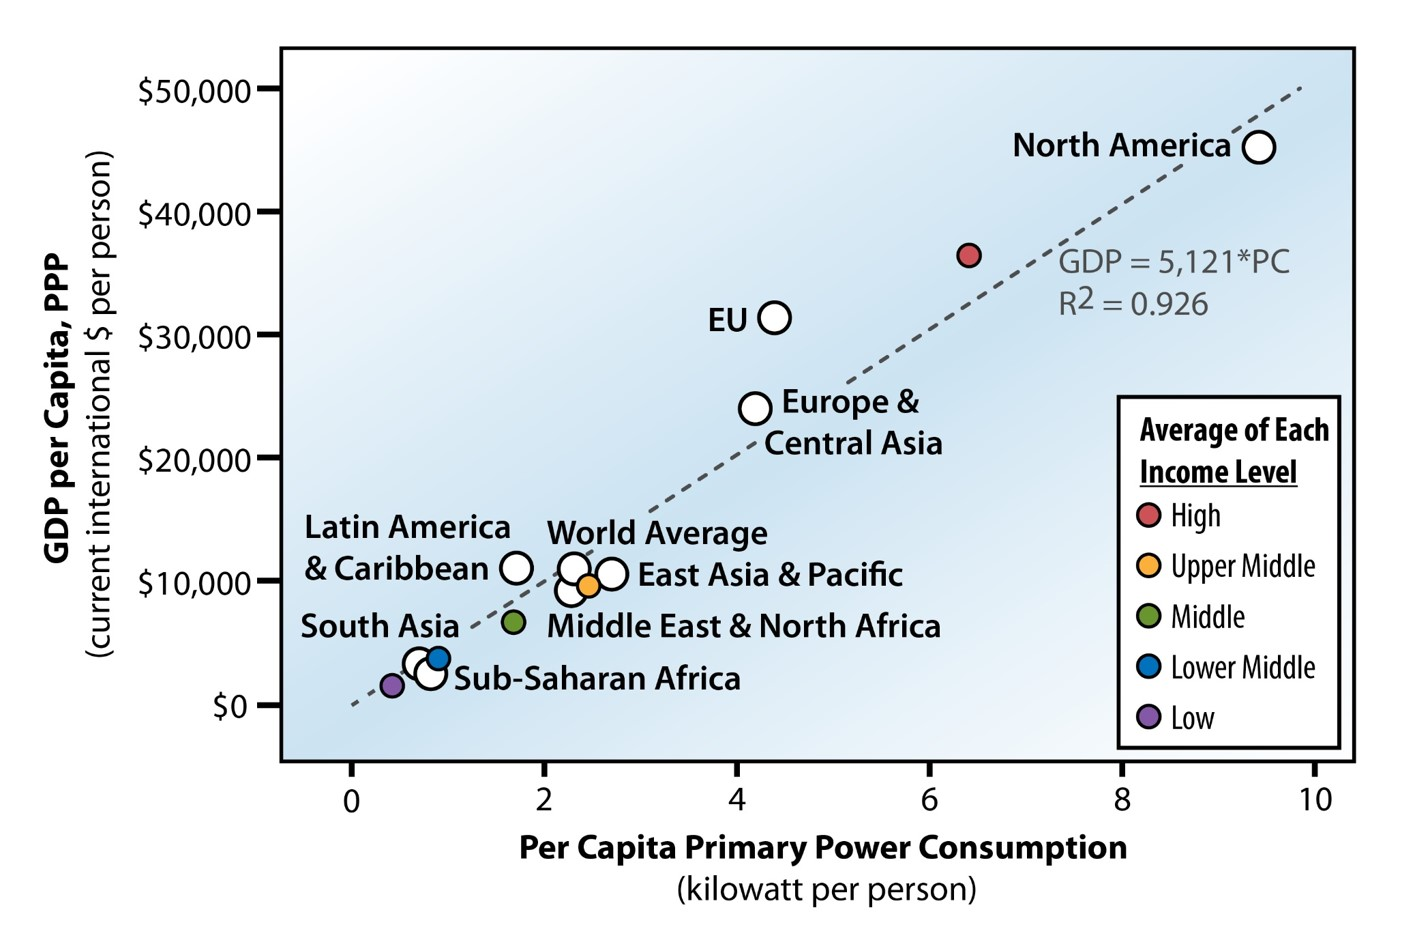 $50,000
$40,000
$30,000
$20,000
$10,000
$0
GDP per Capita, PPP
(current international $ per person)
North America
GDP = 5,121*PC
R2 = 0.926
EU
Europe &
Central Asia
Latin America
& Caribbean
World Average
East Asia & Pacific
South Asia
Middle East & North Africa
Sub-Saharan Africa
Average of Each
Income Level
High
Upper Middle
Middle
Lower Middle
Low
0 2 4 6 8 10
Per Capita Primary Power Consumption
(kilowatt per person)